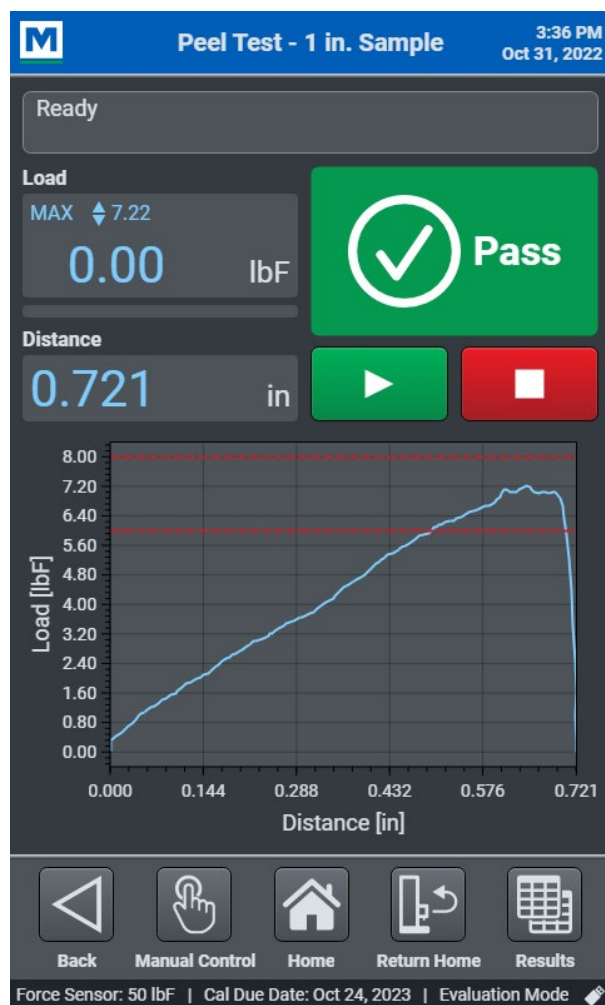 M
Peel Test - 1 in. Sample
3:36 PM
Oct 31, 2022
Ready
Load
MAX 7.22
0.00 lbF
Pass
Distance
0.721 in
8.00
7.20
6.40
5.60
4.80
4.00
3.20
2.40
1.60
0.80
0.00
Load [lbF]
0.000 0.144 0.288 0.432 0.576 0.721
Distance [in]
Back Manual Control Home Return Home Results
Force Sensor: 50 lbF | Cal Due Date: Oct 24, 2023 | Evaluation Mode